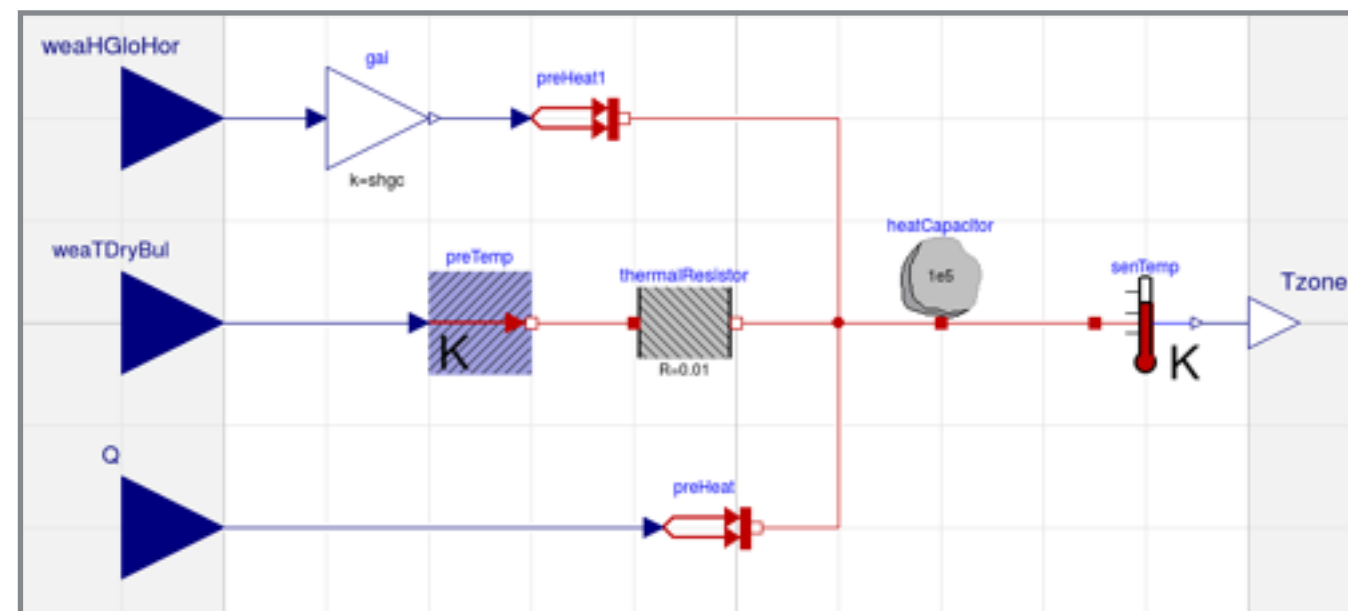 weaHGloHor
gai
preHeat1
k=shgc
weaTDryBul
preTemp
K
thermalResistor
R=0.01
heatCapacitor
1e5
senTemp
K
Tzone
Q
preHeat